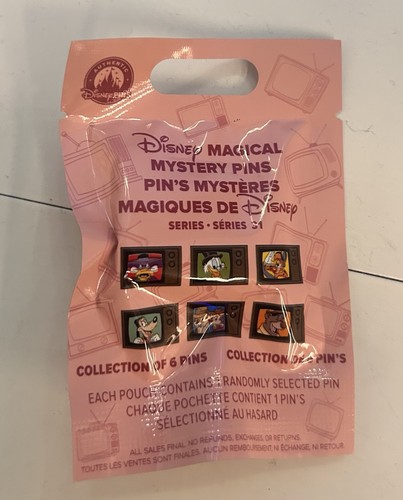 AUTHENTIC
Disney MAGICAL
MYSTERY PINS
PIN'S MYSTÈRES
MAGIQUES DE Disney
SERIES • SÉRIES 31
COLLECTION OF 6 PINS
COLLECTION DE 6 PIN'S
EACH POUCH CONTAINS 1 RANDOMLY SELECTED PIN
CHAQUE POCHETTE CONTIENT 1 PIN'S
SÉLECTIONNÉ AU HASARD
ALL SALES FINAL. NO REFUNDS, EXCHANGES OR RETURNS.
TOUTES LES VENTES SONT FINALES. AUCUN REMBOURSEMENT, NI ÉCHANGE, NI RETOUR